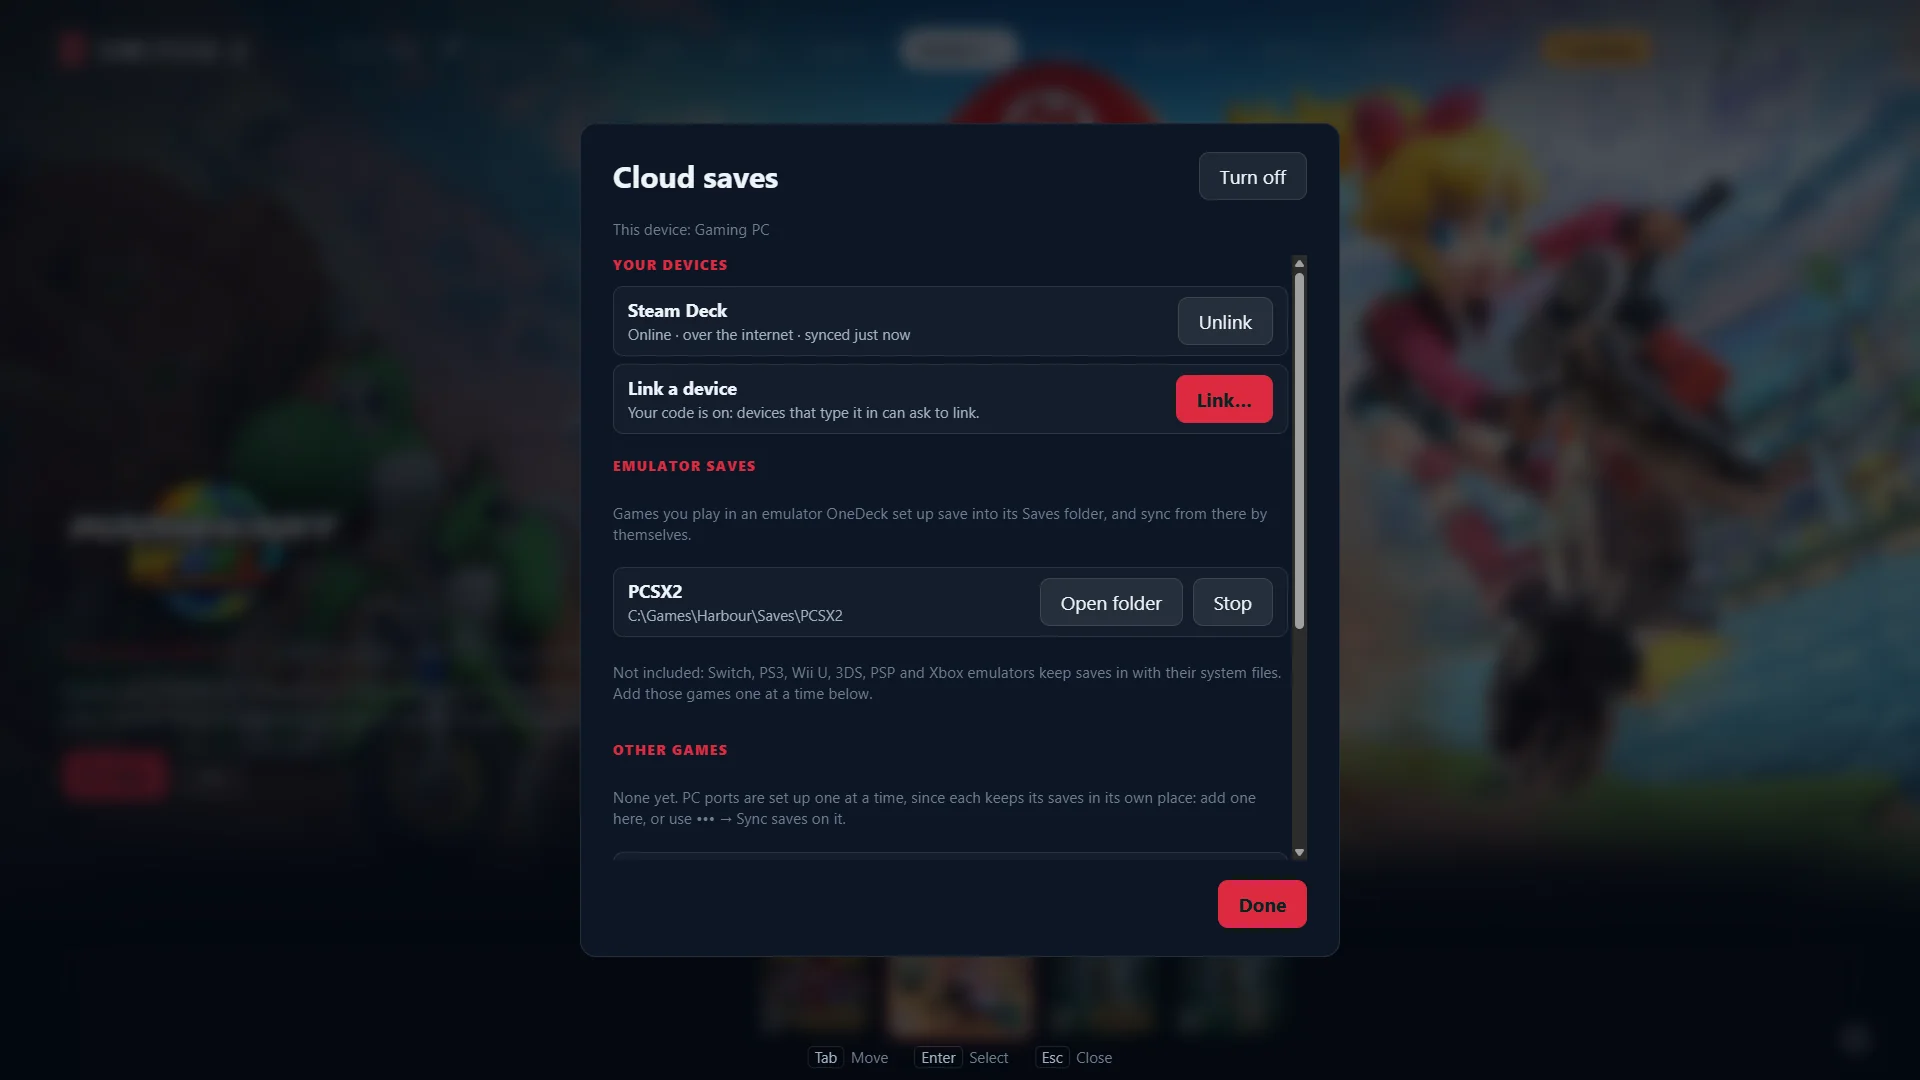 Cloud saves
Turn off
This device: Gaming PC
YOUR DEVICES
Steam Deck
Online · over the internet · synced just now
Unlink
Link a device
Your code is on: devices that type it in can ask to link.
Link...
EMULATOR SAVES
Games you play in an emulator OneDeck set up save into its Saves folder, and sync from there by
themselves.
PCSX2
C:\Games\Harbour\Saves\PCSX2
Open folder
Stop
Not included: Switch, PS3, Wii U, 3DS, PSP and Xbox emulators keep saves in with their system files.
Add those games one at a time below.
OTHER GAMES
None yet. PC ports are set up one at a time, since each keeps its saves in its own place: add one
here, or use ••• → Sync saves on it.
Done
Tab Move Enter Select Esc Close